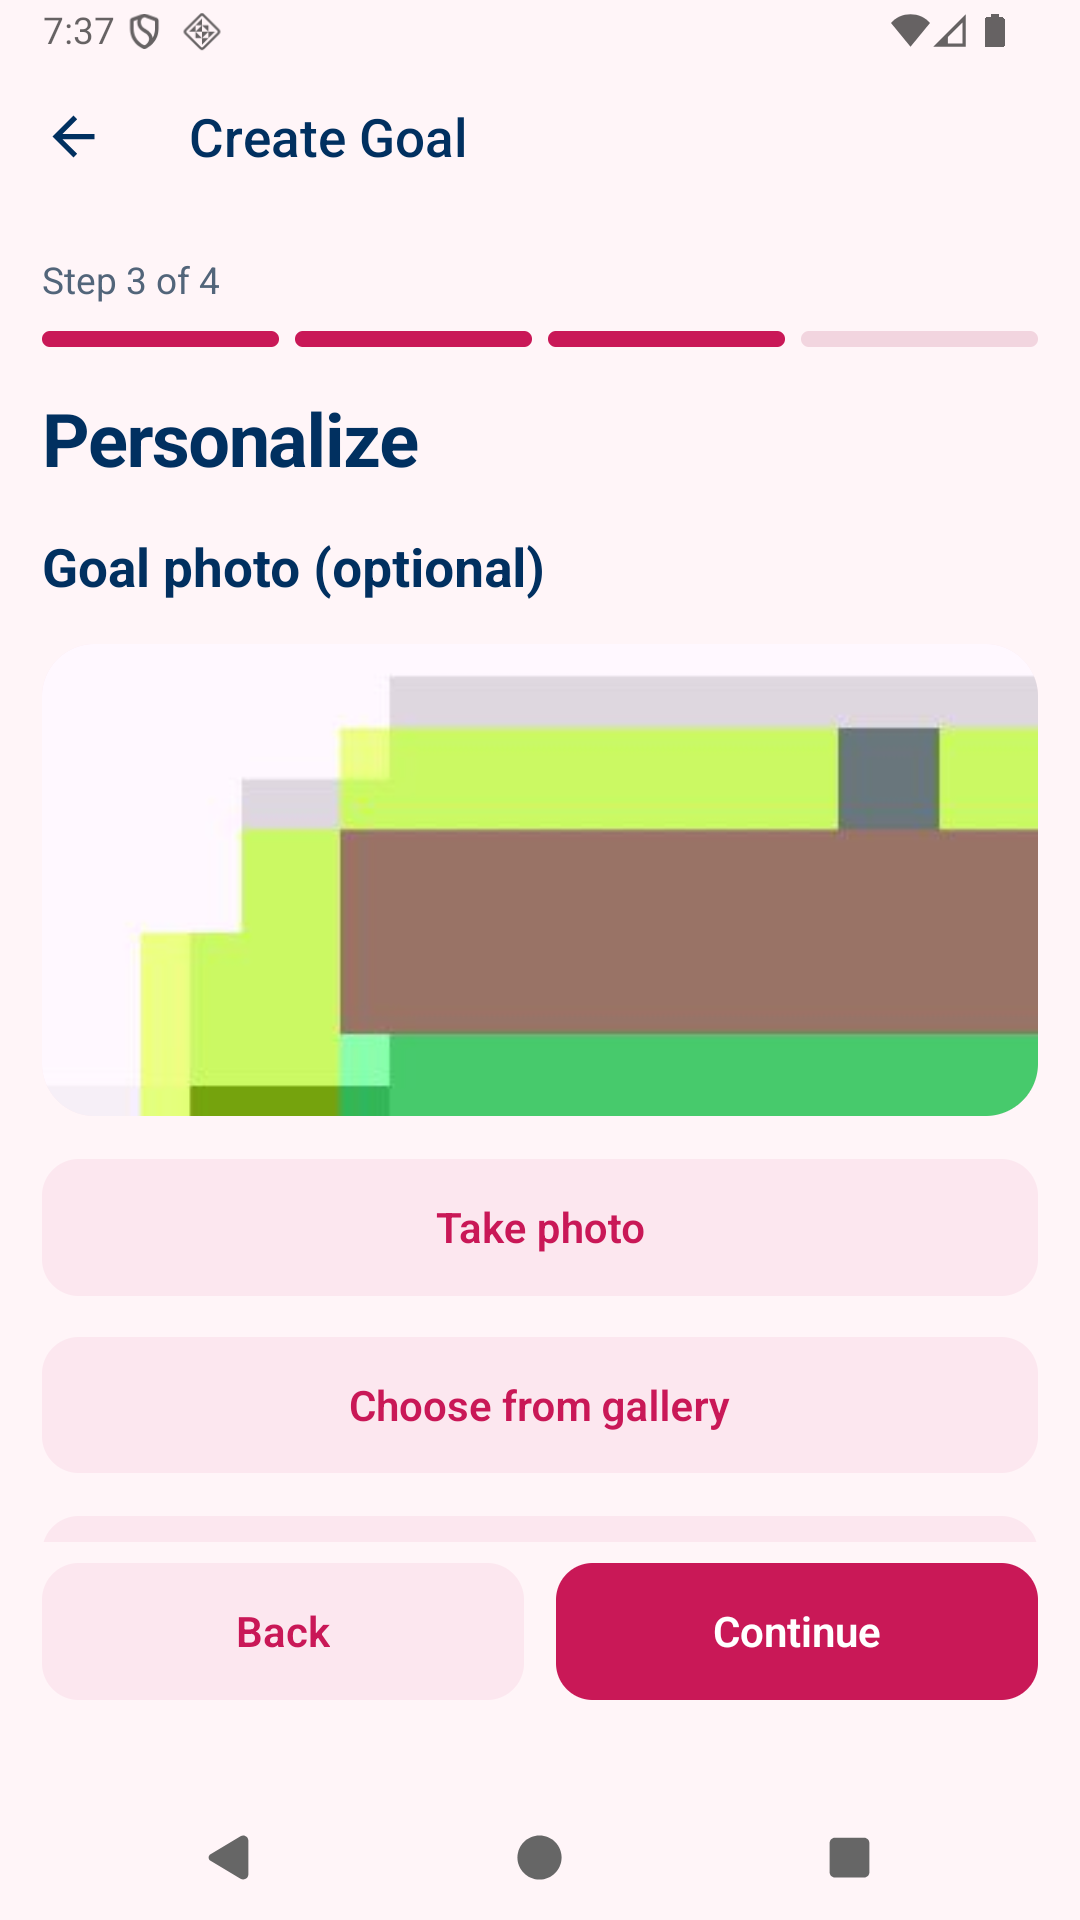 7:37
Create Goal
Step 3 of 4
Personalize
Goal photo (optional)
Take photo
Choose from gallery
Back
Continue